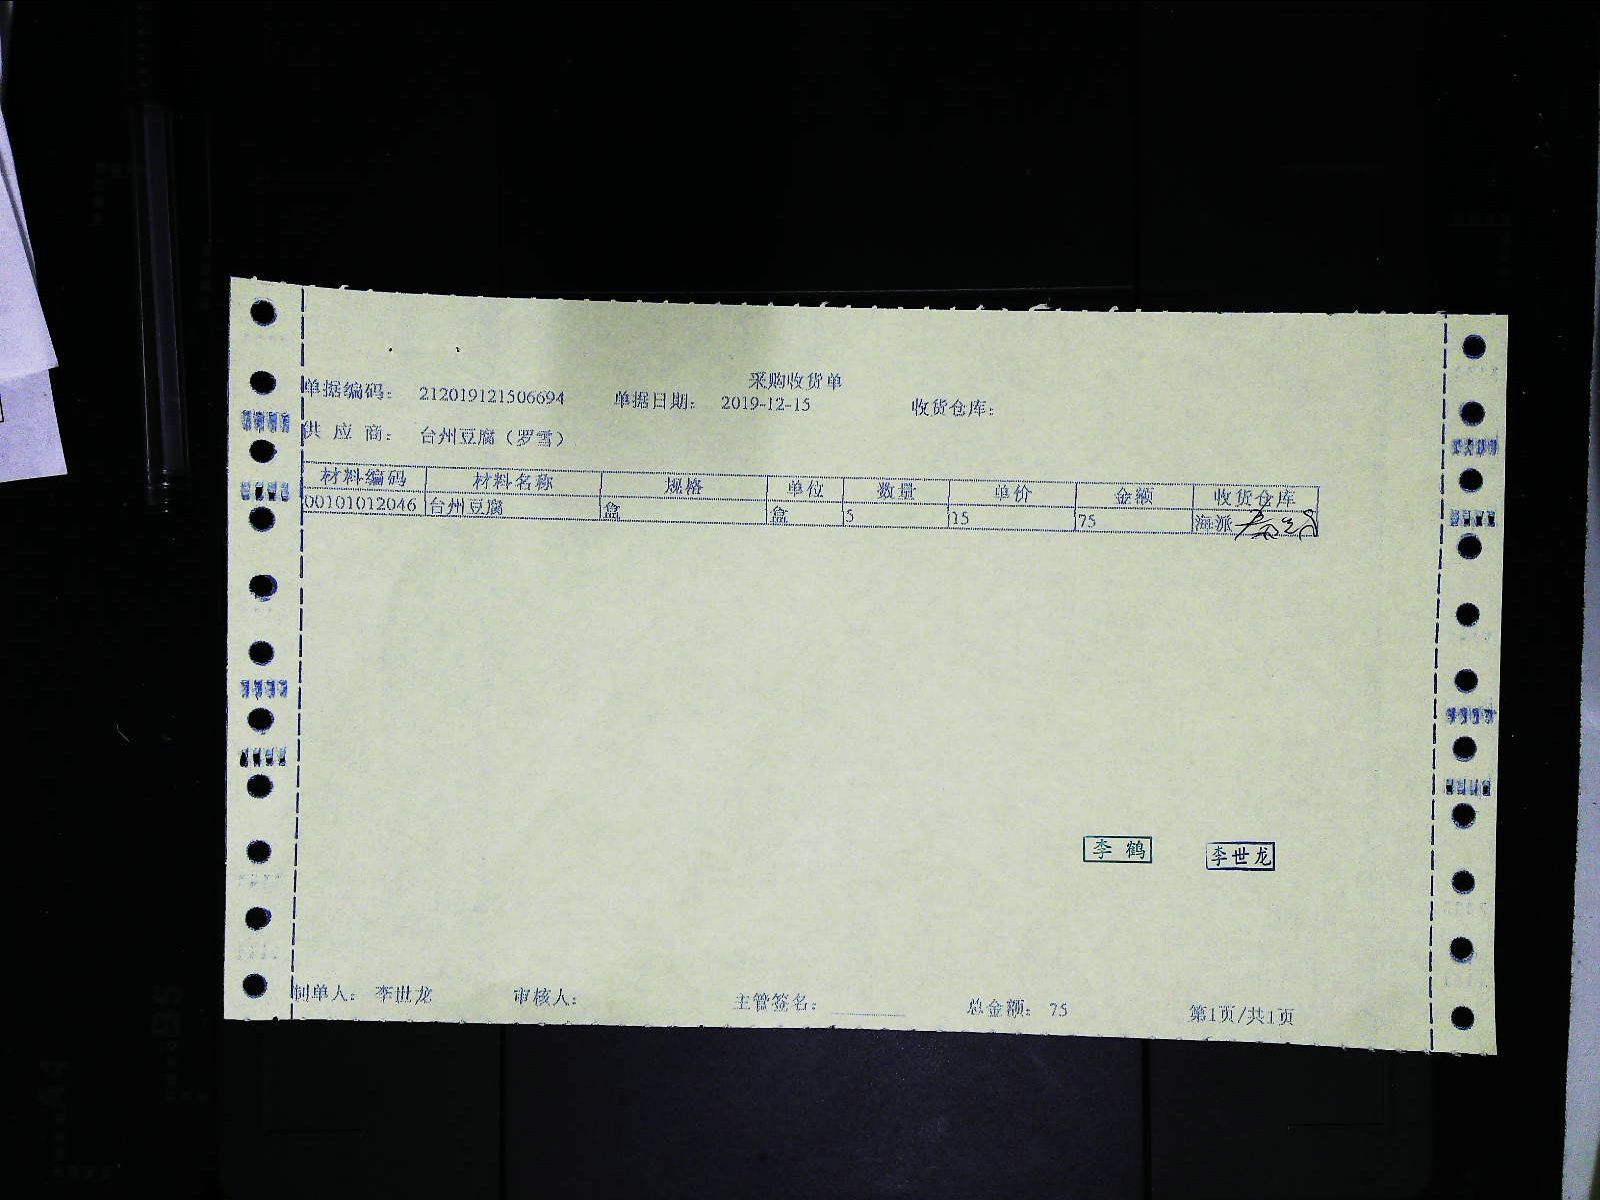 采购收货单
单据编码： 212019121506694 单据日期： 2019-12-15 收货仓库：
供 应 商： 台州豆腐（罗雪）
材料编码 材料名称 规格 单位 数量 单价 金额 收货仓库
00101012046 台州豆腐 盒 盒 5 15 75 海派
李 鹤 李世龙
制单人： 李世龙 审核人： 主管签名： 总金额： 75 第1页/共1页